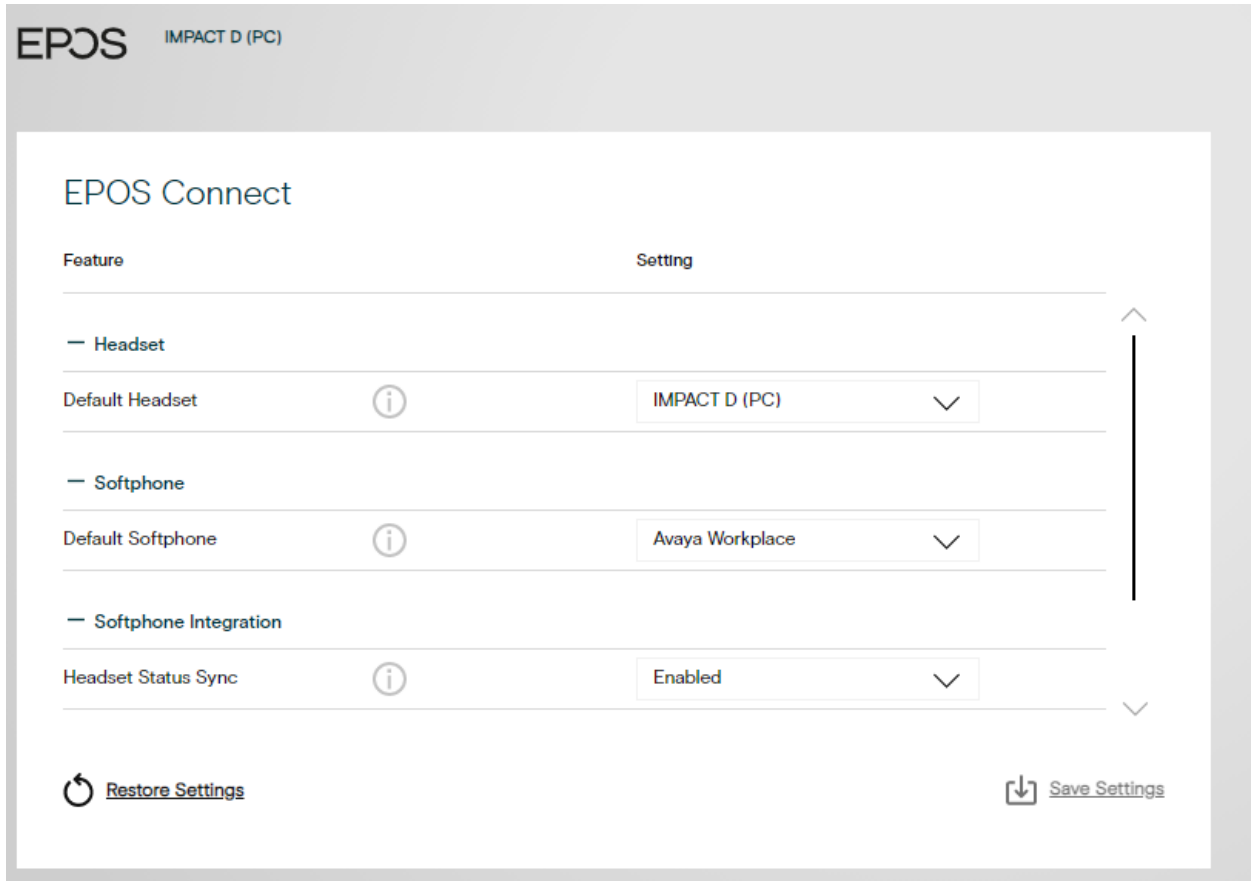 EPOS IMPACT D (PC)
EPOS Connect
Feature Setting
Headset
Default Headset IMPACT D (PC)
Softphone
Default Softphone Avaya Workplace
Softphone Integration
Headset Status Sync Enabled
Restore Settings Save Settings